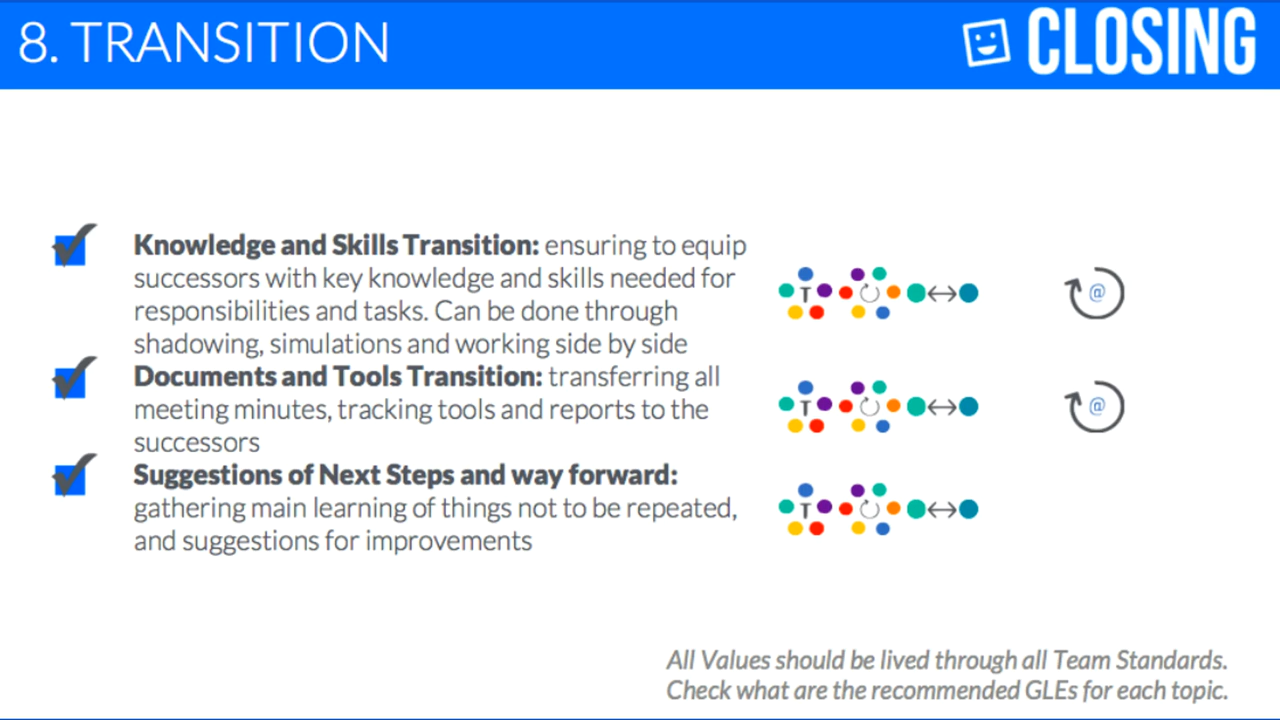 8. TRANSITION
CLOSING
Knowledge and Skills Transition: ensuring to equip
successors with key knowledge and skills needed for
responsibilities and tasks. Can be done through
shadowing, simulations and working side by side
T
@
Documents and Tools Transition: transferring all
meeting minutes, tracking tools and reports to the
successors
T
@
Suggestions of Next Steps and way forward:
gathering main learning of things not to be repeated,
and suggestions for improvements
T
All Values should be lived through all Team Standards.
Check what are the recommended GLEs for each topic.